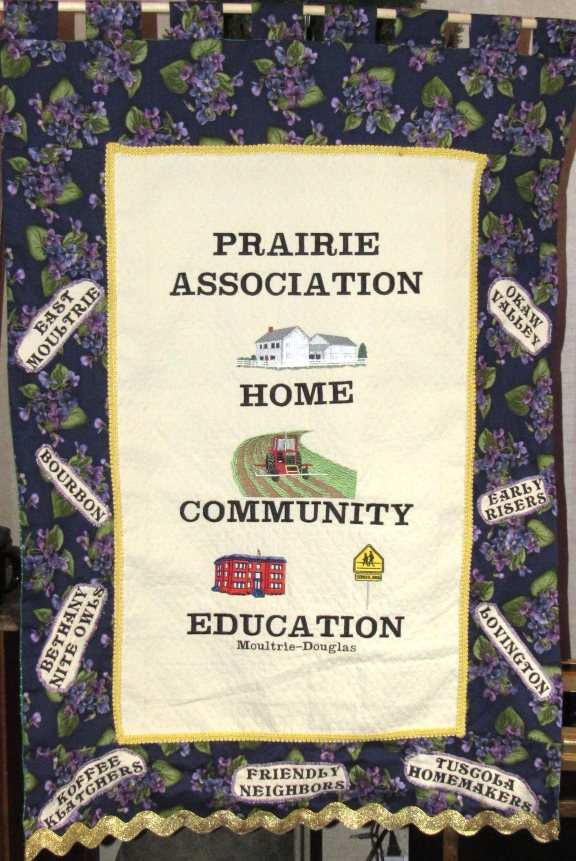 PRAIRIE
ASSOCIATION
HOME
COMMUNITY
EDUCATION
Moultrie-Douglas
EAST
MOULTRIE
BOURBON
BETHANY
NITE OWLS
KOFFEE
KLATCHERS
FRIENDLY
NEIGHBORS
TUSCOLA
HOMEMAKERS
LOVINGTON
EARLY
RISERS
OKAW
VALLEY